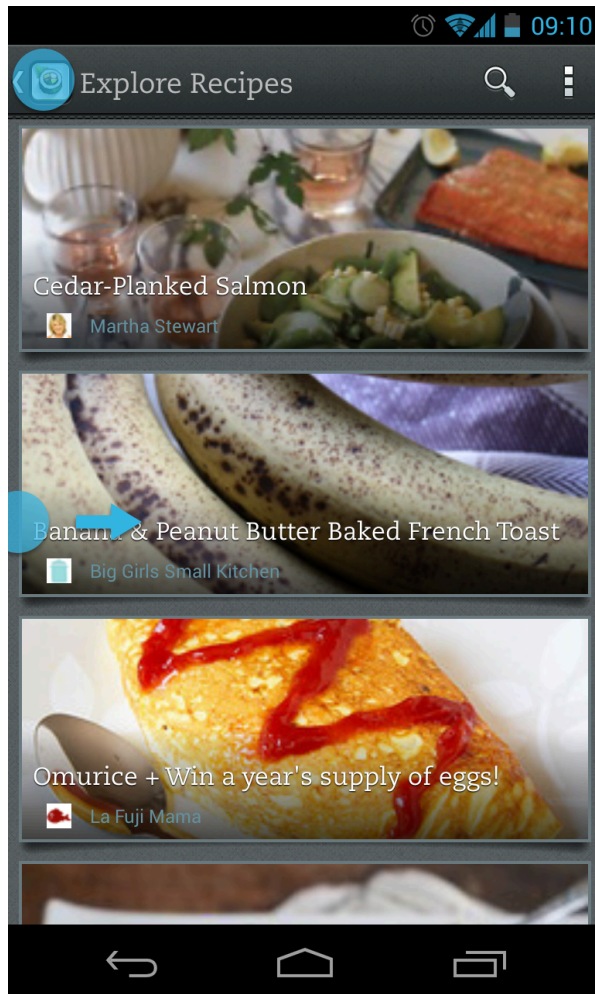 09:10
Explore Recipes
Cedar-Planked Salmon
Martha Stewart
Banana & Peanut Butter Baked French Toast
Big Girls Small Kitchen
Omurice + Win a year's supply of eggs!
La Fuji Mama